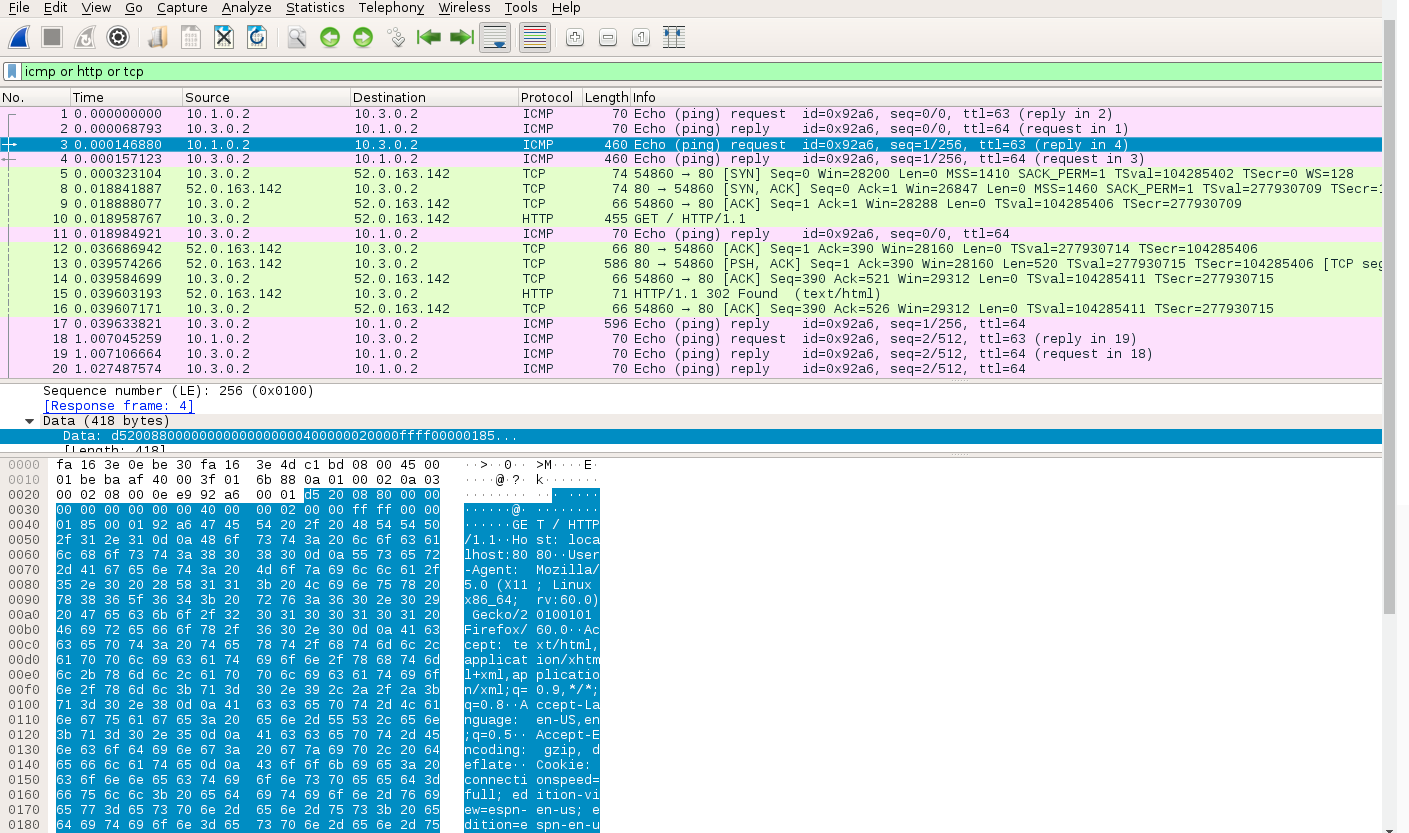 File Edit View Go Capture Analyze Statistics Telephony Wireless Tools Help
icmp or http or tcp
No. Time Source Destination Protocol Length Info
1 0.000000000 10.1.0.2 10.3.0.2 ICMP 70 Echo (ping) request id=0x92a6, seq=0/0, ttl=63 (reply in 2)
2 0.000068793 10.3.0.2 10.1.0.2 ICMP 70 Echo (ping) reply id=0x92a6, seq=0/0, ttl=64 (request in 1)
3 0.000146880 10.1.0.2 10.3.0.2 ICMP 460 Echo (ping) request id=0x92a6, seq=1/256, ttl=63 (reply in 4)
4 0.000157123 10.3.0.2 10.1.0.2 ICMP 460 Echo (ping) reply id=0x92a6, seq=1/256, ttl=64 (request in 3)
5 0.000323104 10.3.0.2 52.0.163.142 TCP 74 54860 → 80 [SYN] Seq=0 Win=28200 Len=0 MSS=1410 SACK_PERM=1 TSval=104285402 TSecr=0 WS=128
8 0.018841887 52.0.163.142 10.3.0.2 TCP 74 80 → 54860 [SYN, ACK] Seq=0 Ack=1 Win=26847 Len=0 MSS=1460 SACK_PERM=1 TSval=277930709 TSecr=1
9 0.018888077 10.3.0.2 52.0.163.142 TCP 66 54860 → 80 [ACK] Seq=1 Ack=1 Win=28288 Len=0 TSval=104285406 TSecr=277930709
10 0.018958767 10.3.0.2 52.0.163.142 HTTP 455 GET / HTTP/1.1
11 0.018984921 10.3.0.2 10.1.0.2 ICMP 70 Echo (ping) reply id=0x92a6, seq=0/0, ttl=64
12 0.036686942 52.0.163.142 10.3.0.2 TCP 66 80 → 54860 [ACK] Seq=1 Ack=390 Win=28160 Len=0 TSval=277930714 TSecr=104285406
13 0.039574266 52.0.163.142 10.3.0.2 TCP 586 80 → 54860 [PSH, ACK] Seq=1 Ack=390 Win=28160 Len=520 TSval=277930715 TSecr=104285406 [TCP seg
14 0.039584699 10.3.0.2 52.0.163.142 TCP 66 54860 → 80 [ACK] Seq=390 Ack=521 Win=29312 Len=0 TSval=104285411 TSecr=277930715
15 0.039603193 52.0.163.142 10.3.0.2 HTTP 71 HTTP/1.1 302 Found (text/html)
16 0.039607171 10.3.0.2 52.0.163.142 TCP 66 54860 → 80 [ACK] Seq=390 Ack=526 Win=29312 Len=0 TSval=104285411 TSecr=277930715
17 0.039633821 10.3.0.2 10.1.0.2 ICMP 596 Echo (ping) reply id=0x92a6, seq=1/256, ttl=64
18 1.007045259 10.1.0.2 10.3.0.2 ICMP 70 Echo (ping) request id=0x92a6, seq=2/512, ttl=63 (reply in 19)
19 1.007106664 10.3.0.2 10.1.0.2 ICMP 70 Echo (ping) reply id=0x92a6, seq=2/512, ttl=64 (request in 18)
20 1.027487574 10.3.0.2 10.1.0.2 ICMP 70 Echo (ping) reply id=0x92a6, seq=2/512, ttl=64
Sequence number (LE): 256 (0x0100)
[Response frame: 4]
Data (418 bytes)
Data: d52008800000000000000000400000020000ffff00000185...
[Length: 418]
0000 fa 16 3e 0e be 30 fa 16 3e 4d c1 bd 08 00 45 00 ··>··0·· >M····E·
0010 01 be ba af 40 00 3f 01 6b 88 0a 01 00 02 0a 03 ····@·?· k·······
0020 00 02 08 00 0e e9 92 a6 00 01 d5 20 08 80 00 00 ········ ··· ····
0030 00 00 00 00 00 00 40 00 00 02 00 00 ff ff 00 00 ······@· ········
0040 01 85 00 01 92 a6 47 45 54 20 2f 20 48 54 54 50 ······GE T / HTTP
0050 2f 31 2e 31 0d 0a 48 6f 73 74 3a 20 6c 6f 63 61 /1.1··Ho st: loca
0060 6c 68 6f 73 74 3a 38 30 38 30 0d 0a 55 73 65 72 lhost:80 80··User
0070 2d 41 67 65 6e 74 3a 20 4d 6f 7a 69 6c 6c 61 2f -Agent: Mozilla/
0080 35 2e 30 20 28 58 31 31 3b 20 4c 69 6e 75 78 20 5.0 (X11 ; Linux
0090 78 38 36 5f 36 34 3b 20 72 76 3a 36 30 2e 30 29 x86_64; rv:60.0)
00a0 20 47 65 63 6b 6f 2f 32 30 31 30 30 31 30 31 20 Gecko/2 0100101
00b0 46 69 72 65 66 6f 78 2f 36 30 2e 30 0d 0a 41 63 Firefox/ 60.0··Ac
00c0 63 65 70 74 3a 20 74 65 78 74 2f 68 74 6d 6c 2c cept: te xt/html,
00d0 61 70 70 6c 69 63 61 74 69 6f 6e 2f 78 68 74 6d applicat ion/xhtm
00e0 6c 2b 78 6d 6c 2c 61 70 70 6c 69 63 61 74 69 6f l+xml,ap plicatio
00f0 6e 2f 78 6d 6c 3b 71 3d 30 2e 39 2c 2a 2f 2a 3b n/xml;q= 0.9,*/*;
0100 71 3d 30 2e 38 0d 0a 41 63 63 65 70 74 2d 4c 61 q=0.8··A ccept-La
0110 6e 67 75 61 67 65 3a 20 65 6e 2d 55 53 2c 65 6e nguage: en-US,en
0120 3b 71 3d 30 2e 35 0d 0a 41 63 63 65 70 74 2d 45 ;q=0.5·· Accept-E
0130 6e 63 6f 64 69 6e 67 3a 20 67 7a 69 70 2c 20 64 ncoding: gzip, d
0140 65 66 6c 61 74 65 0d 0a 43 6f 6f 6b 69 65 3a 20 eflate·· Cookie:
0150 63 6f 6e 6e 65 63 74 69 6f 6e 73 70 65 65 64 3d connecti onspeed=
0160 66 75 6c 6c 3b 20 65 64 69 74 69 6f 6e 2d 76 69 full; ed ition-vi
0170 65 77 3d 65 73 70 6e 2d 65 6e 2d 75 73 3b 20 65 ew=espn- en-us; e
0180 64 69 74 69 6f 6e 3d 65 73 70 6e 2d 65 6e 2d 75 dition=e spn-en-u